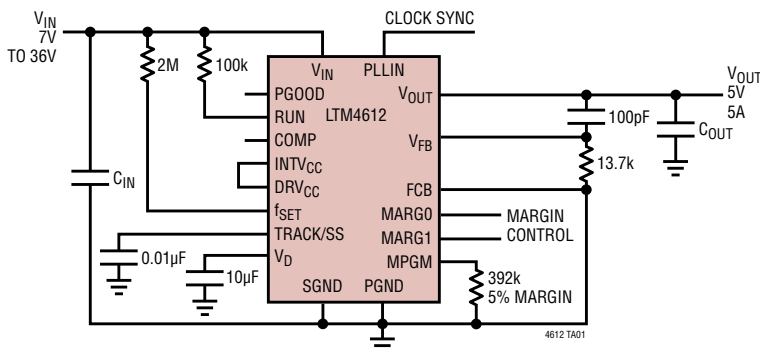 VIN
7V
TO 36V
CLOCK SYNC
2M
100k
VIN
PLLIN
PGOOD
VOUT
VOUT
5V
5A
RUN
LTM4612
100pF
COUT
COMP
VFB
INTVCC
13.7k
CIN
DRVCC
FCB
fSET
MARG0
MARGIN
CONTROL
TRACK/SS
MARG1
0.01µF
VD
MPGM
10µF
392k
5% MARGIN
SGND
PGND
4612 TA01